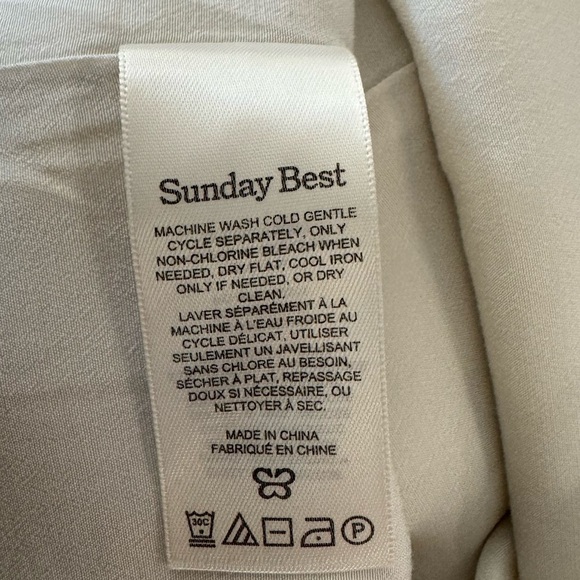 Sunday Best
MACHINE WASH COLD GENTLE
CYCLE SEPARATELY, ONLY
NON-CHLORINE BLEACH WHEN
NEEDED, DRY FLAT, COOL IRON
ONLY IF NEEDED, OR DRY
CLEAN.
LAVER SÉPARÉMENT À LA
MACHINE À L'EAU FROIDE AU
CYCLE DÉLICAT, UTILISER
SEULEMENT UN JAVELLISANT
SANS CHLORE AU BESOIN,
SÉCHER À PLAT, REPASSAGE
DOUX SI NÉCESSAIRE, OU
NETTOYER À SEC.
MADE IN CHINA
FABRIQUÉ EN CHINE
30C P